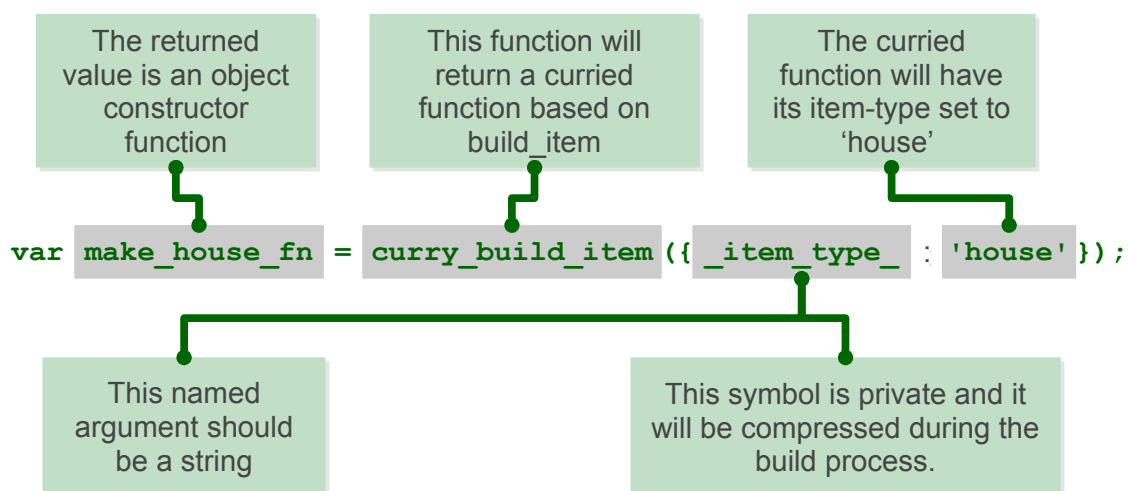 The returned
value is an object
constructor
function
This function will
return a curried
function based on
build_item
The curried
function will have
its item-type set to
‘house’
var make_house_fn = curry_build_item({ _item_type_ : 'house'});
This named
argument should
be a string
This symbol is private and it
will be compressed during the
build process.